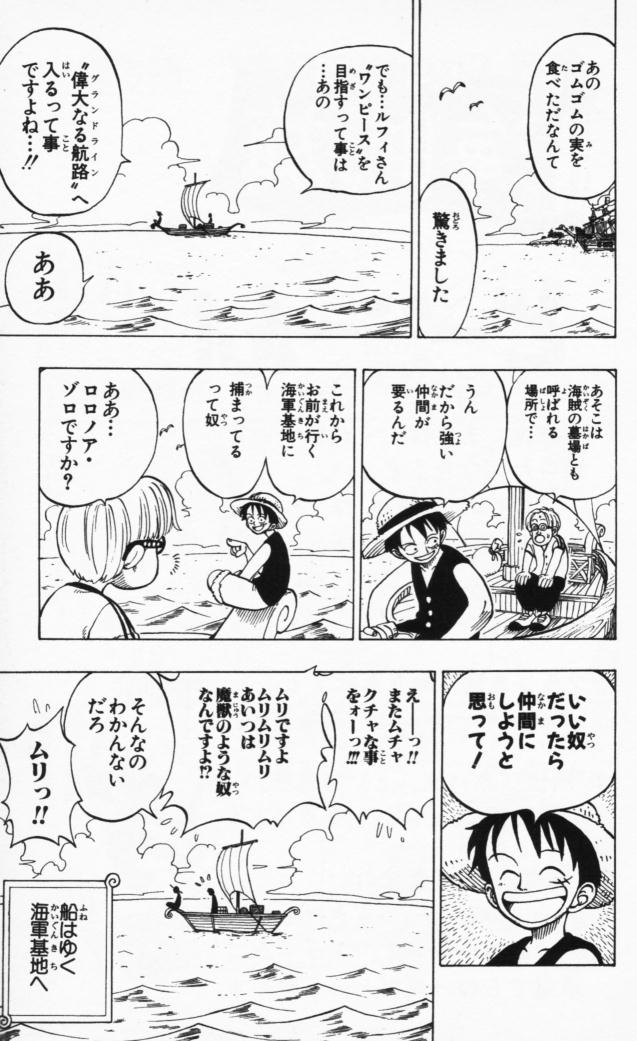 あの
ゴムゴムの実を
食べただなんて
驚きました
でも…ルフィさん
"ワンピース"を
目指すって事は
…あの
"偉大なる航路"へ
入るって事
ですよね…!!
ああ
あそこは
海賊の墓場とも
呼ばれる
場所で…
うん
だから強い
仲間が
要るんだ
これから
お前が行く
海軍基地に
捕まってる
って奴
ああ…
ロロノア・
ゾロですか？
いい奴
だったら
仲間に
しようと
思って！
え――っ!!
またムチャ
クチャな事
をォーっ!!!
ムリですよ
ムリムリムリ
あいつは
魔獣のような奴
なんですよ!?
そんなの
わかんない
だろ
ムリっ!!
船はゆく
海軍基地へ